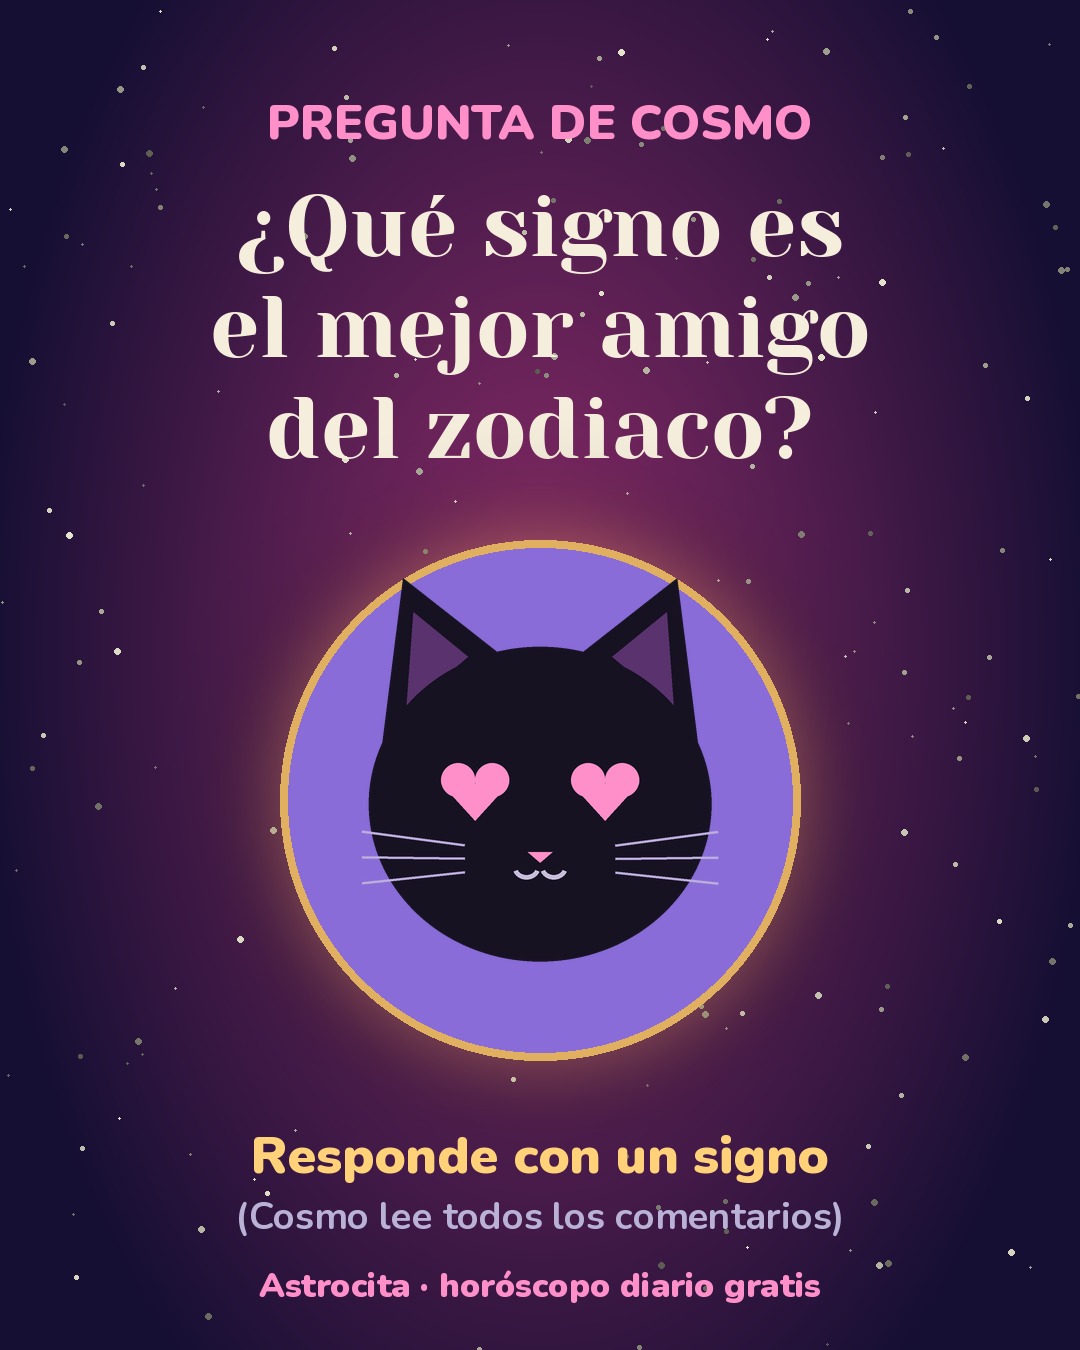 PREGUNTA DE COSMO
¿Qué signo es
el mejor amigo
del zodiaco?
Responde con un signo
(Cosmo lee todos los comentarios)
Astrocita · horóscopo diario gratis